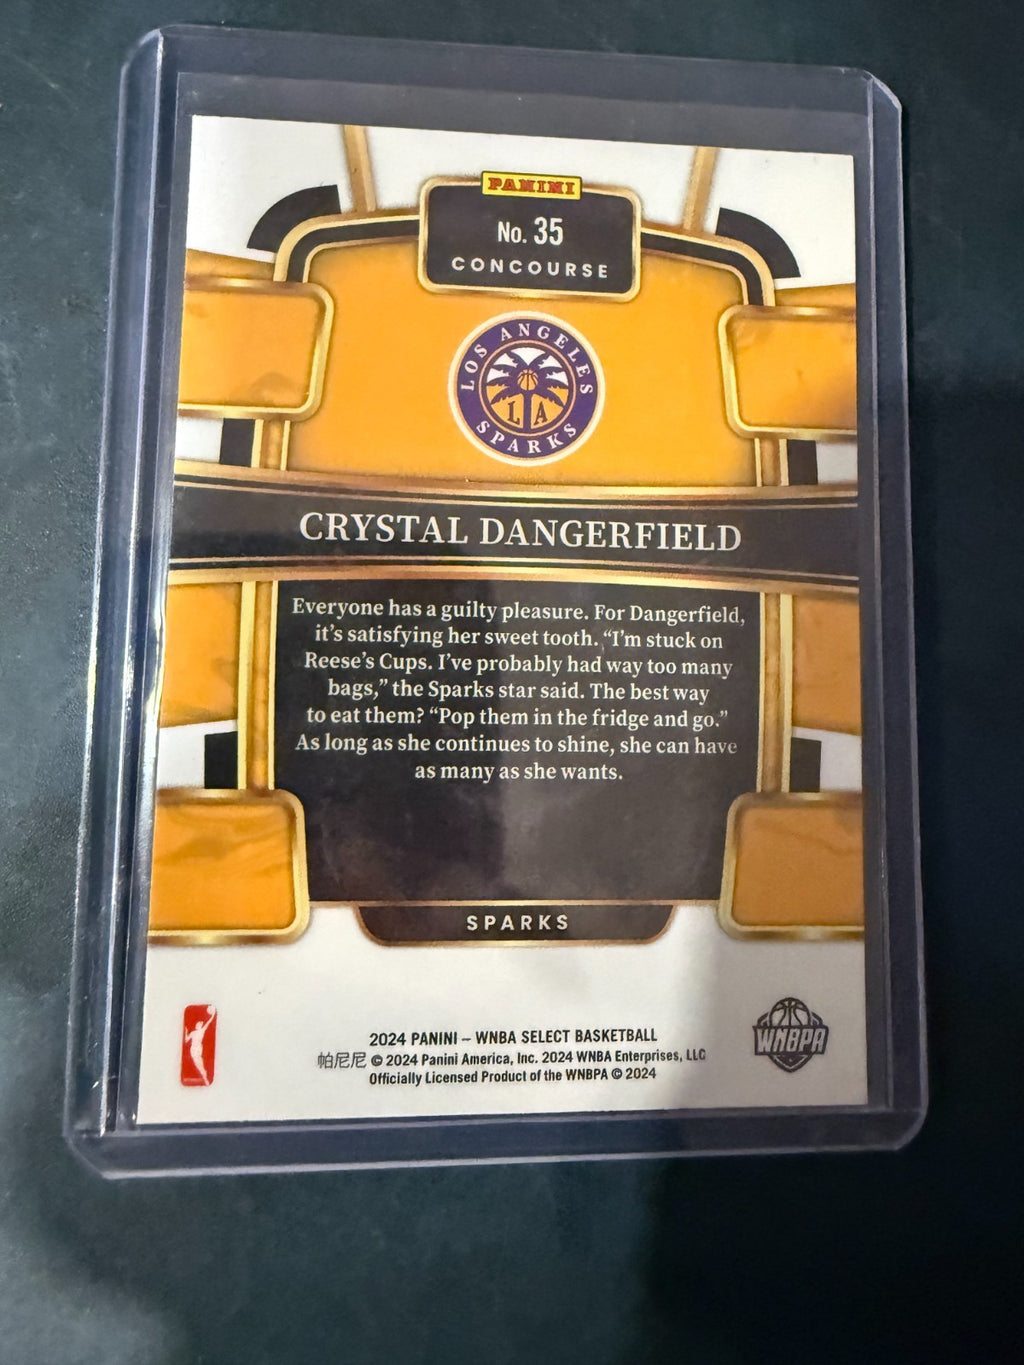 PANINI
No. 35
CONCOURSE
LOS ANGELES
LA
SPARKS
CRYSTAL DANGERFIELD
Everyone has a guilty pleasure. For Dangerfield,
it’s satisfying her sweet tooth. “I’m stuck on
Reese’s Cups. I’ve probably had way too many
bags,” the Sparks star said. The best way
to eat them? “Pop them in the fridge and go.”
As long as she continues to shine, she can have
as many as she wants.
SPARKS
2024 PANINI – WNBA SELECT BASKETBALL
帕尼尼 © 2024 Panini America, Inc. 2024 WNBA Enterprises, LLC
Officially Licensed Product of the WNBPA © 2024
WNBPA